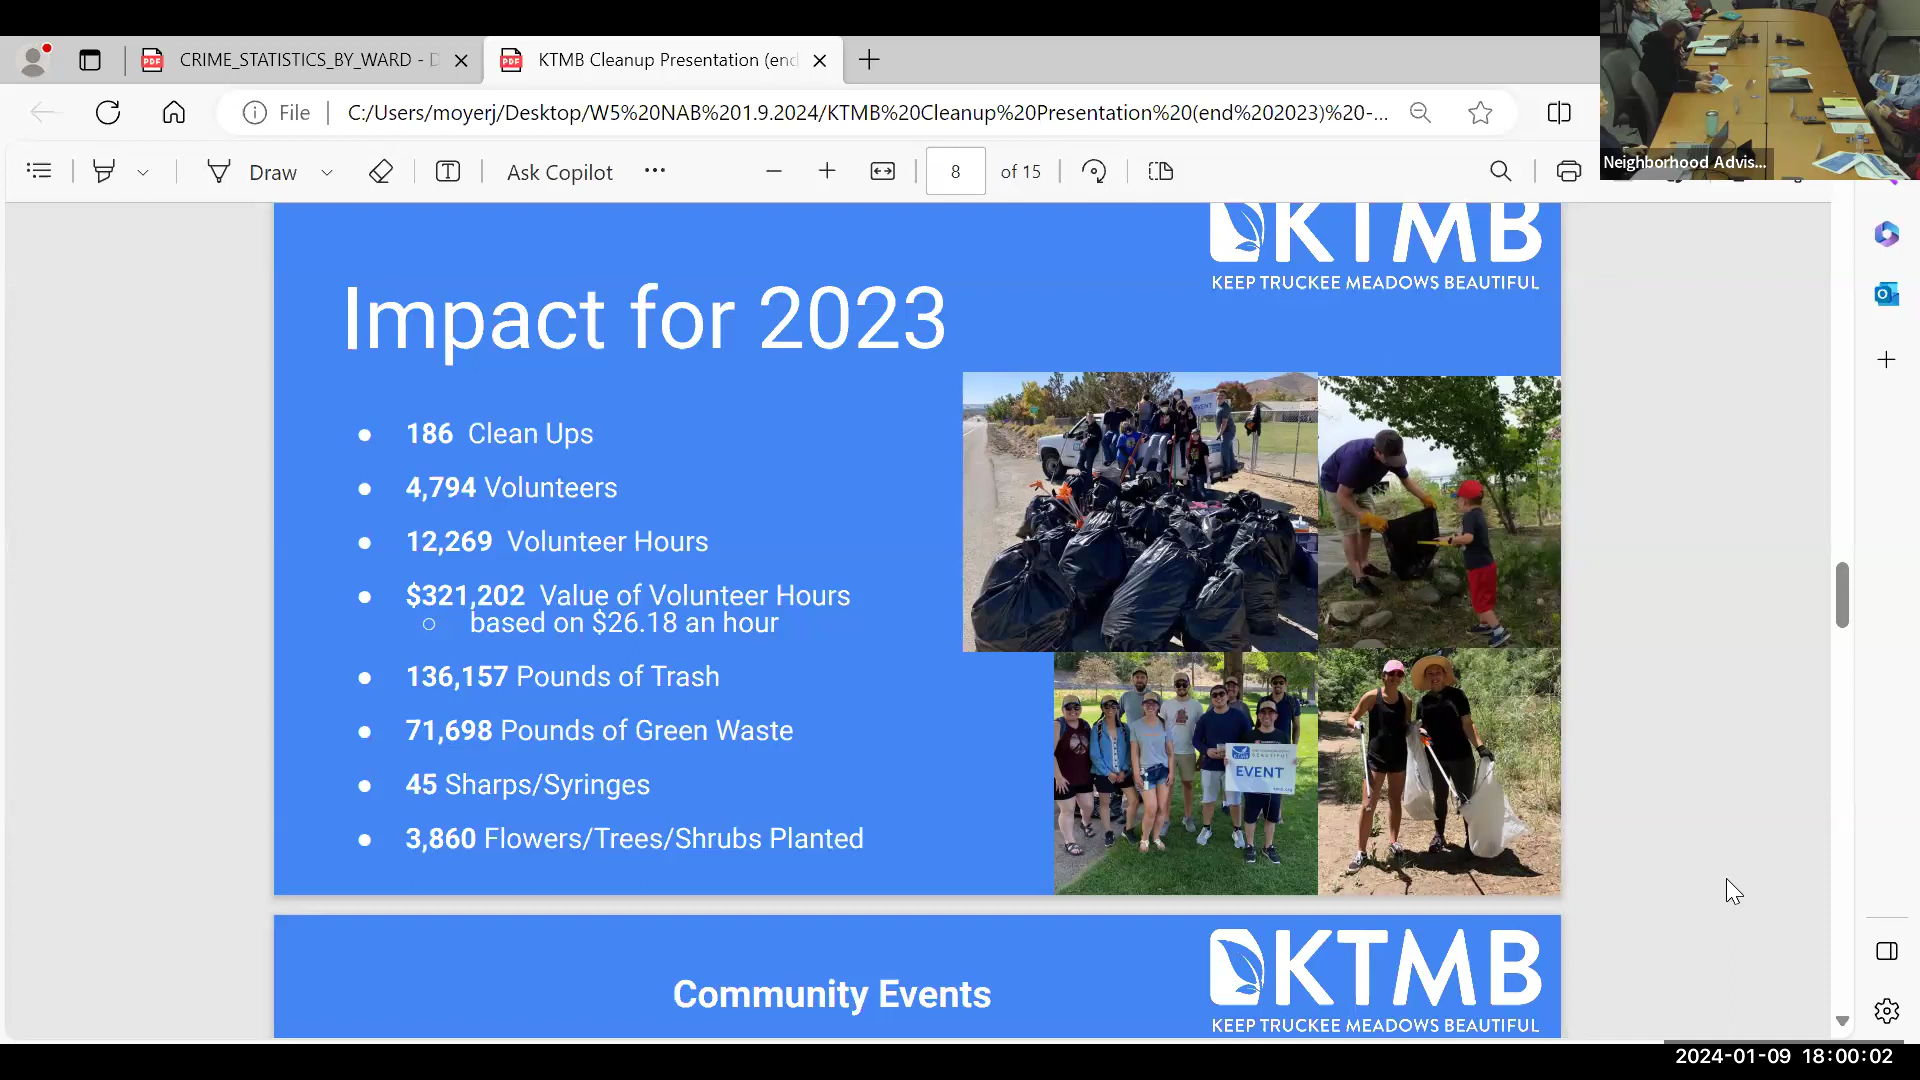 CRIME_STATISTICS_BY_WARD - D
KTMB Cleanup Presentation (end
File
C:/Users/moyerj/Desktop/W5%20NAB%201.9.2024/KTMB%20Cleanup%20Presentation%20(end%202023)%20-...
Draw
Ask Copilot
8 of 15
Neighborhood Advis...
KTMB
KEEP TRUCKEE MEADOWS BEAUTIFUL
Impact for 2023
186 Clean Ups
4,794 Volunteers
12,269 Volunteer Hours
$321,202 Value of Volunteer Hours
based on $26.18 an hour
136,157 Pounds of Trash
71,698 Pounds of Green Waste
45 Sharps/Syringes
3,860 Flowers/Trees/Shrubs Planted
EVENT
EVENT
KTMB
Community Events
KEEP TRUCKEE MEADOWS BEAUTIFUL
2024-01-09 18:00:02